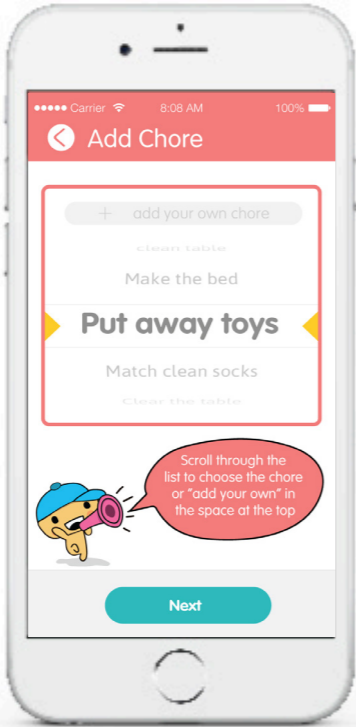 Carrier 8:08 AM 100%
Add Chore
+ add your own chore
clean table
Make the bed
Put away toys
Match clean socks
Clear the table
Scroll through the
list to choose the chore
or "add your own" in
the space at the top
Next